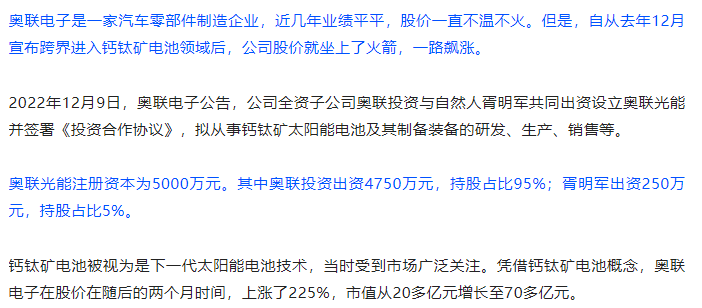 奥联电子是一家汽车零部件制造企业，近几年业绩平平，股价一直不温不火。但是，自从去年12月
宣布跨界进入钙钛矿电池领域后，公司股价就坐上了火箭，一路飙涨。
2022年12月9日，奥联电子公告，公司全资子公司奥联投资与自然人胥明军共同出资设立奥联光能
并签署《投资合作协议》，拟从事钙钛矿太阳能电池及其制备装备的研发、生产、销售等。
奥联光能注册资本为5000万元。其中奥联投资出资4750万元，持股占比95%；胥明军出资250万
元，持股占比5%。
钙钛矿电池被视为是下一代太阳能电池技术，当时受到市场广泛关注。凭借钙钛矿电池概念，奥联
电子在股价在随后的两个月时间，上涨了225%，市值从20多亿元增长至70多亿元。